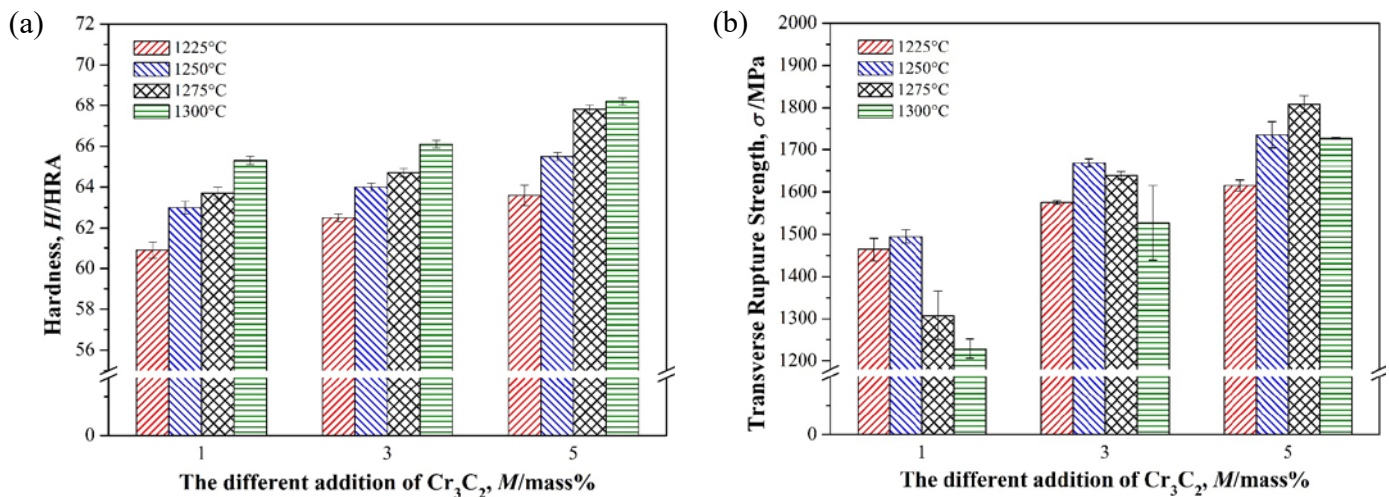 (a)
72
70
68
66
64
62
60
58
56
0
Hardness, H/HRA
1225°C
1250°C
1275°C
1300°C
1
3
5
The different addition of Cr₃C₂, M/mass%
(b)
2000
1900
1800
1700
1600
1500
1400
1300
1200
0
Transverse Rupture Strength, σ/MPa
1225°C
1250°C
1275°C
1300°C
1
3
5
The different addition of Cr₃C₂, M/mass%